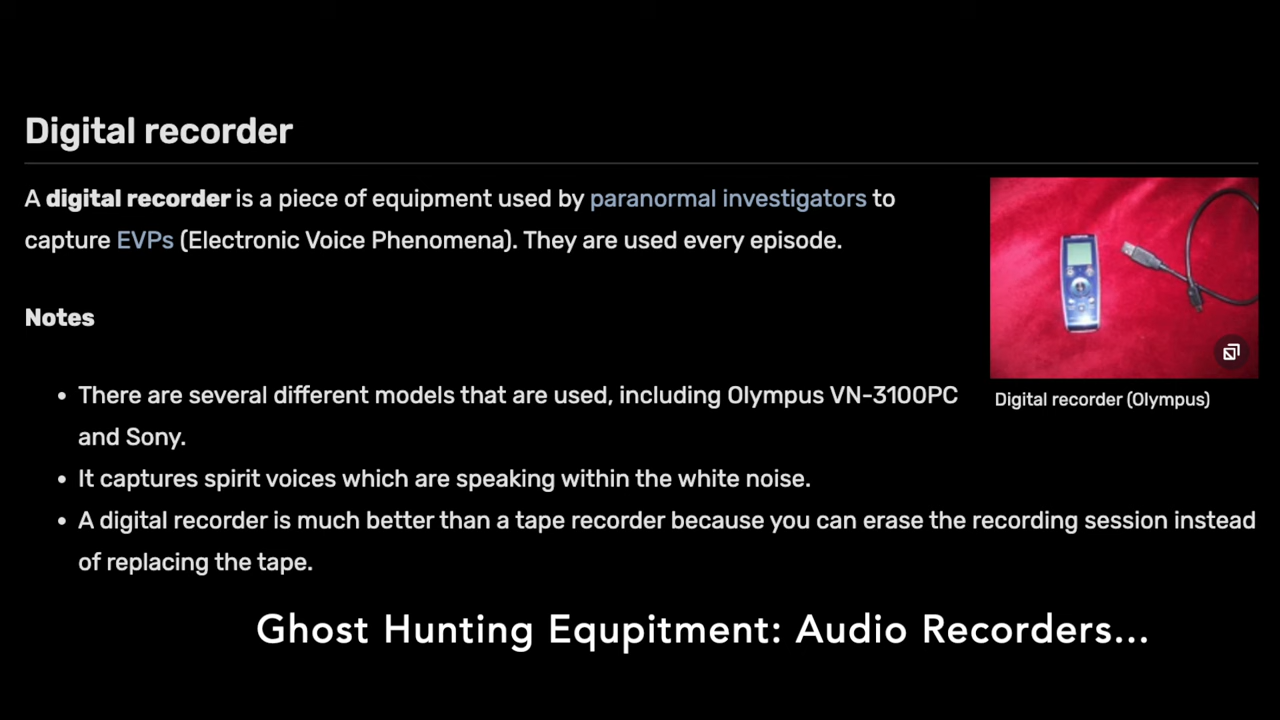 Digital recorder
A digital recorder is a piece of equipment used by paranormal investigators to
capture EVPs (Electronic Voice Phenomena). They are used every episode.
Notes
• There are several different models that are used, including Olympus VN-3100PC
and Sony.
• It captures spirit voices which are speaking within the white noise.
• A digital recorder is much better than a tape recorder because you can erase the recording session instead
of replacing the tape.
Digital recorder (Olympus)
Ghost Hunting Equpitment: Audio Recorders...